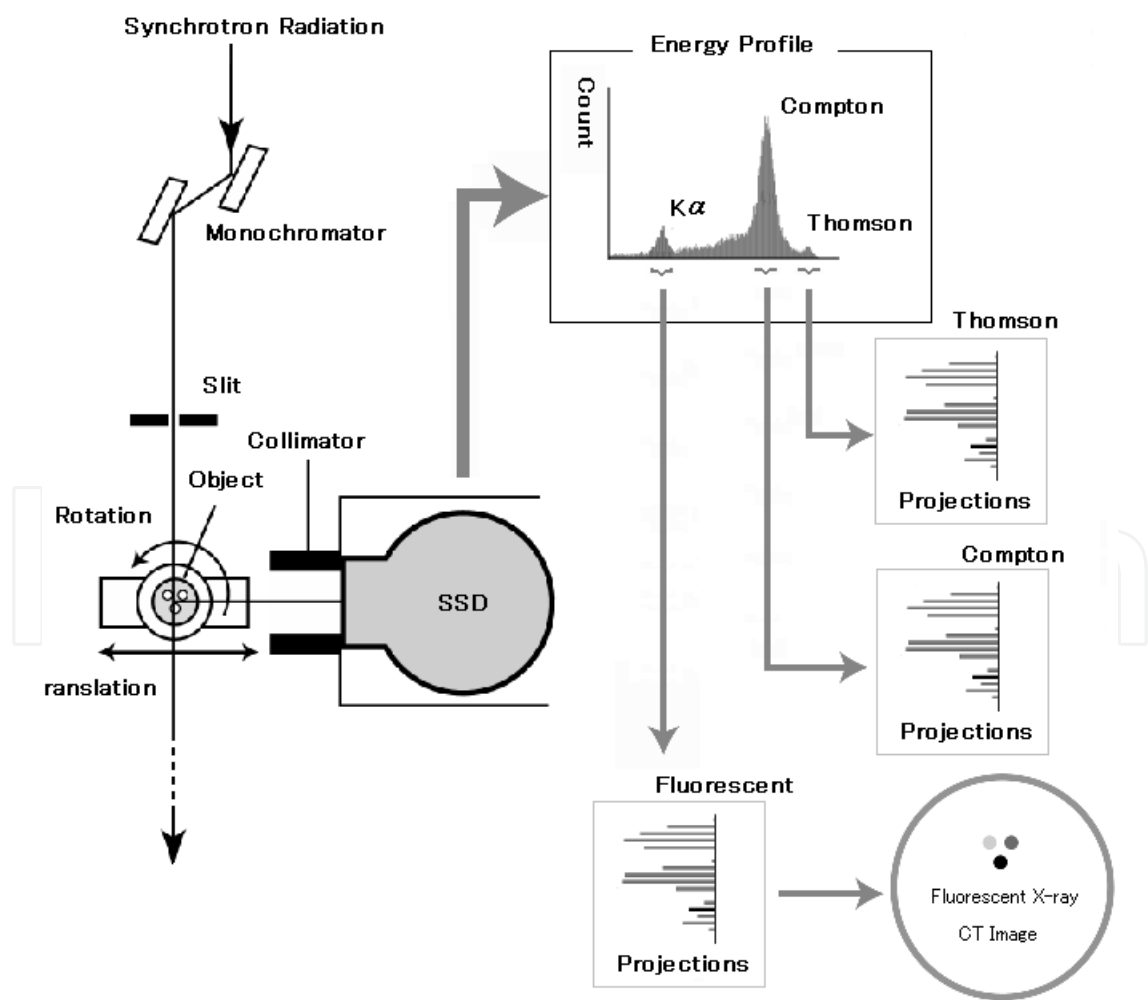 Synchrotron Radiation
Energy Profile
Count
Compton
Kα
Thomson
Monochromator
Thomson
Slit
Collimator
Object
Projections
Rotation
Compton
SSD
ranslation
Projections
Fluorescent
Fluorescent X-ray
CT Image
Projections